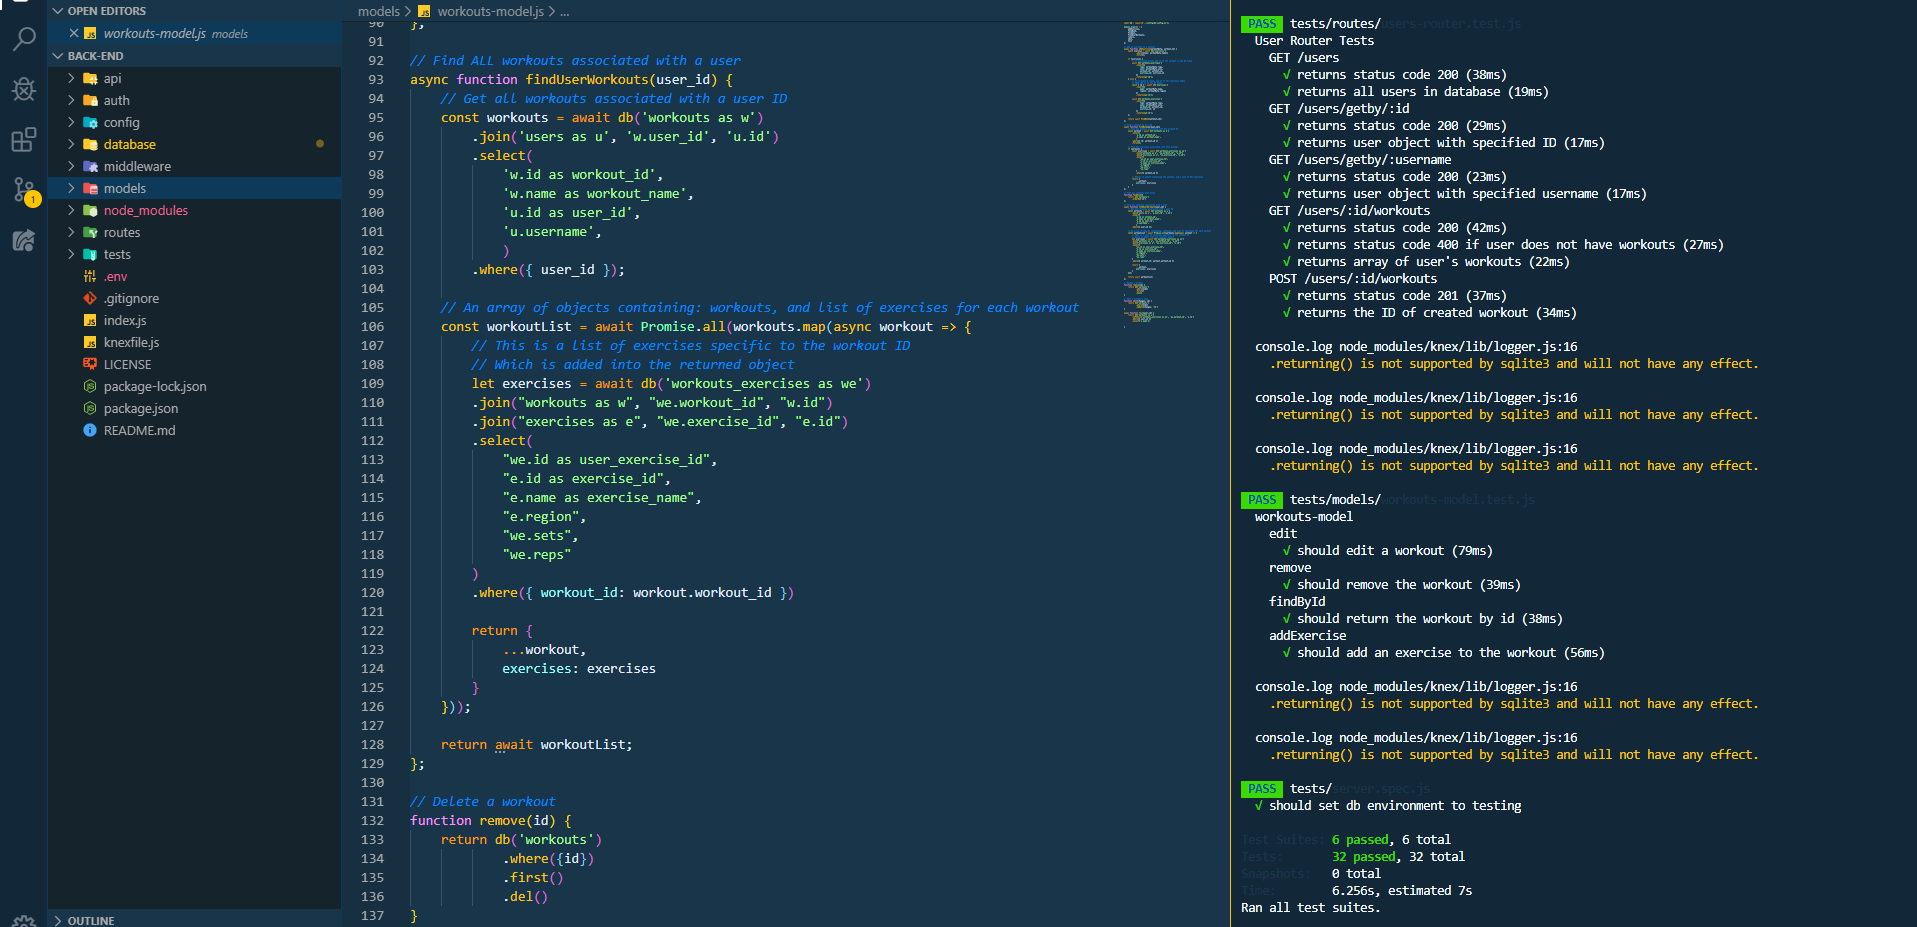 OPEN EDITORS
workouts-model.js models
BACK-END
api
auth
config
database
middleware
models
node_modules
routes
tests
.env
.gitignore
index.js
knexfile.js
LICENSE
package-lock.json
package.json
README.md
OUTLINE
1
models > workouts-model.js > ...
90 };
91
92 // Find ALL workouts associated with a user
93 async function findUserWorkouts(user_id) {
94 // Get all workouts associated with a user ID
95 const workouts = await db('workouts as w')
96 .join('users as u', 'w.user_id', 'u.id')
97 .select(
98 'w.id as workout_id',
99 'w.name as workout_name',
100 'u.id as user_id',
101 'u.username',
102 )
103 .where({ user_id });
104
105 // An array of objects containing: workouts, and list of exercises for each workout
106 const workoutList = await Promise.all(workouts.map(async workout => {
107 // This is a list of exercises specific to the workout ID
108 // Which is added into the returned object
109 let exercises = await db('workouts_exercises as we')
110 .join("workouts as w", "we.workout_id", "w.id")
111 .join("exercises as e", "we.exercise_id", "e.id")
112 .select(
113 "we.id as user_exercise_id",
114 "e.id as exercise_id",
115 "e.name as exercise_name",
116 "e.region",
117 "we.sets",
118 "we.reps"
119 )
120 .where({ workout_id: workout.workout_id })
121
122 return {
123 ...workout,
124 exercises: exercises
125 }
126 }));
127
128 return await workoutList;
129 };
130
131 // Delete a workout
132 function remove(id) {
133 return db('workouts')
134 .where({id})
135 .first()
136 .del()
137 }
PASS tests/routes/users-router.test.js
User Router Tests
GET /users
√ returns status code 200 (38ms)
√ returns all users in database (19ms)
GET /users/getby/:id
√ returns status code 200 (29ms)
√ returns user object with specified ID (17ms)
GET /users/getby/:username
√ returns status code 200 (23ms)
√ returns user object with specified username (17ms)
GET /users/:id/workouts
√ returns status code 200 (42ms)
√ returns status code 400 if user does not have workouts (27ms)
√ returns array of user's workouts (22ms)
POST /users/:id/workouts
√ returns status code 201 (37ms)
√ returns the ID of created workout (34ms)
console.log node_modules/knex/lib/logger.js:16
.returning() is not supported by sqlite3 and will not have any effect.
console.log node_modules/knex/lib/logger.js:16
.returning() is not supported by sqlite3 and will not have any effect.
console.log node_modules/knex/lib/logger.js:16
.returning() is not supported by sqlite3 and will not have any effect.
PASS tests/models/workouts-model.test.js
workouts-model
edit
√ should edit a workout (79ms)
remove
√ should remove the workout (39ms)
findById
√ should return the workout by id (38ms)
addExercise
√ should add an exercise to the workout (56ms)
console.log node_modules/knex/lib/logger.js:16
.returning() is not supported by sqlite3 and will not have any effect.
console.log node_modules/knex/lib/logger.js:16
.returning() is not supported by sqlite3 and will not have any effect.
PASS tests/server.spec.js
√ should set db environment to testing
Test Suites: 6 passed, 6 total
Tests: 32 passed, 32 total
Snapshots: 0 total
Time: 6.256s, estimated 7s
Ran all test suites.